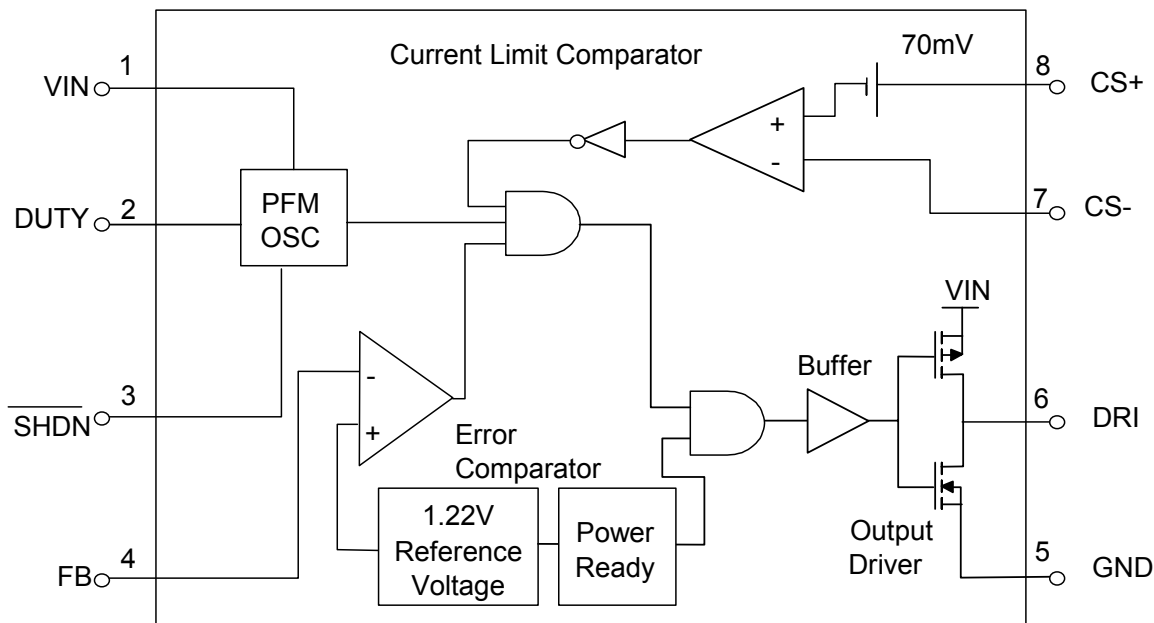 Current Limit Comparator
70mV
1
VIN
8
CS+
+
-
2
DUTY
PFM
OSC
7
CS-
VIN
3
SHDN
-
+
Error
Comparator
Buffer
6
DRI
1.22V
Reference
Voltage
Power
Ready
Output
Driver
4
FB
5
GND